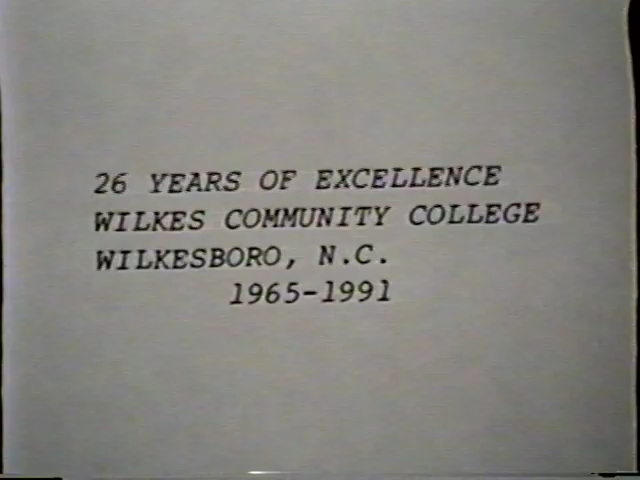 26 YEARS OF EXCELLENCE
WILKES COMMUNITY COLLEGE
WILKESBORO, N.C.
1965-1991